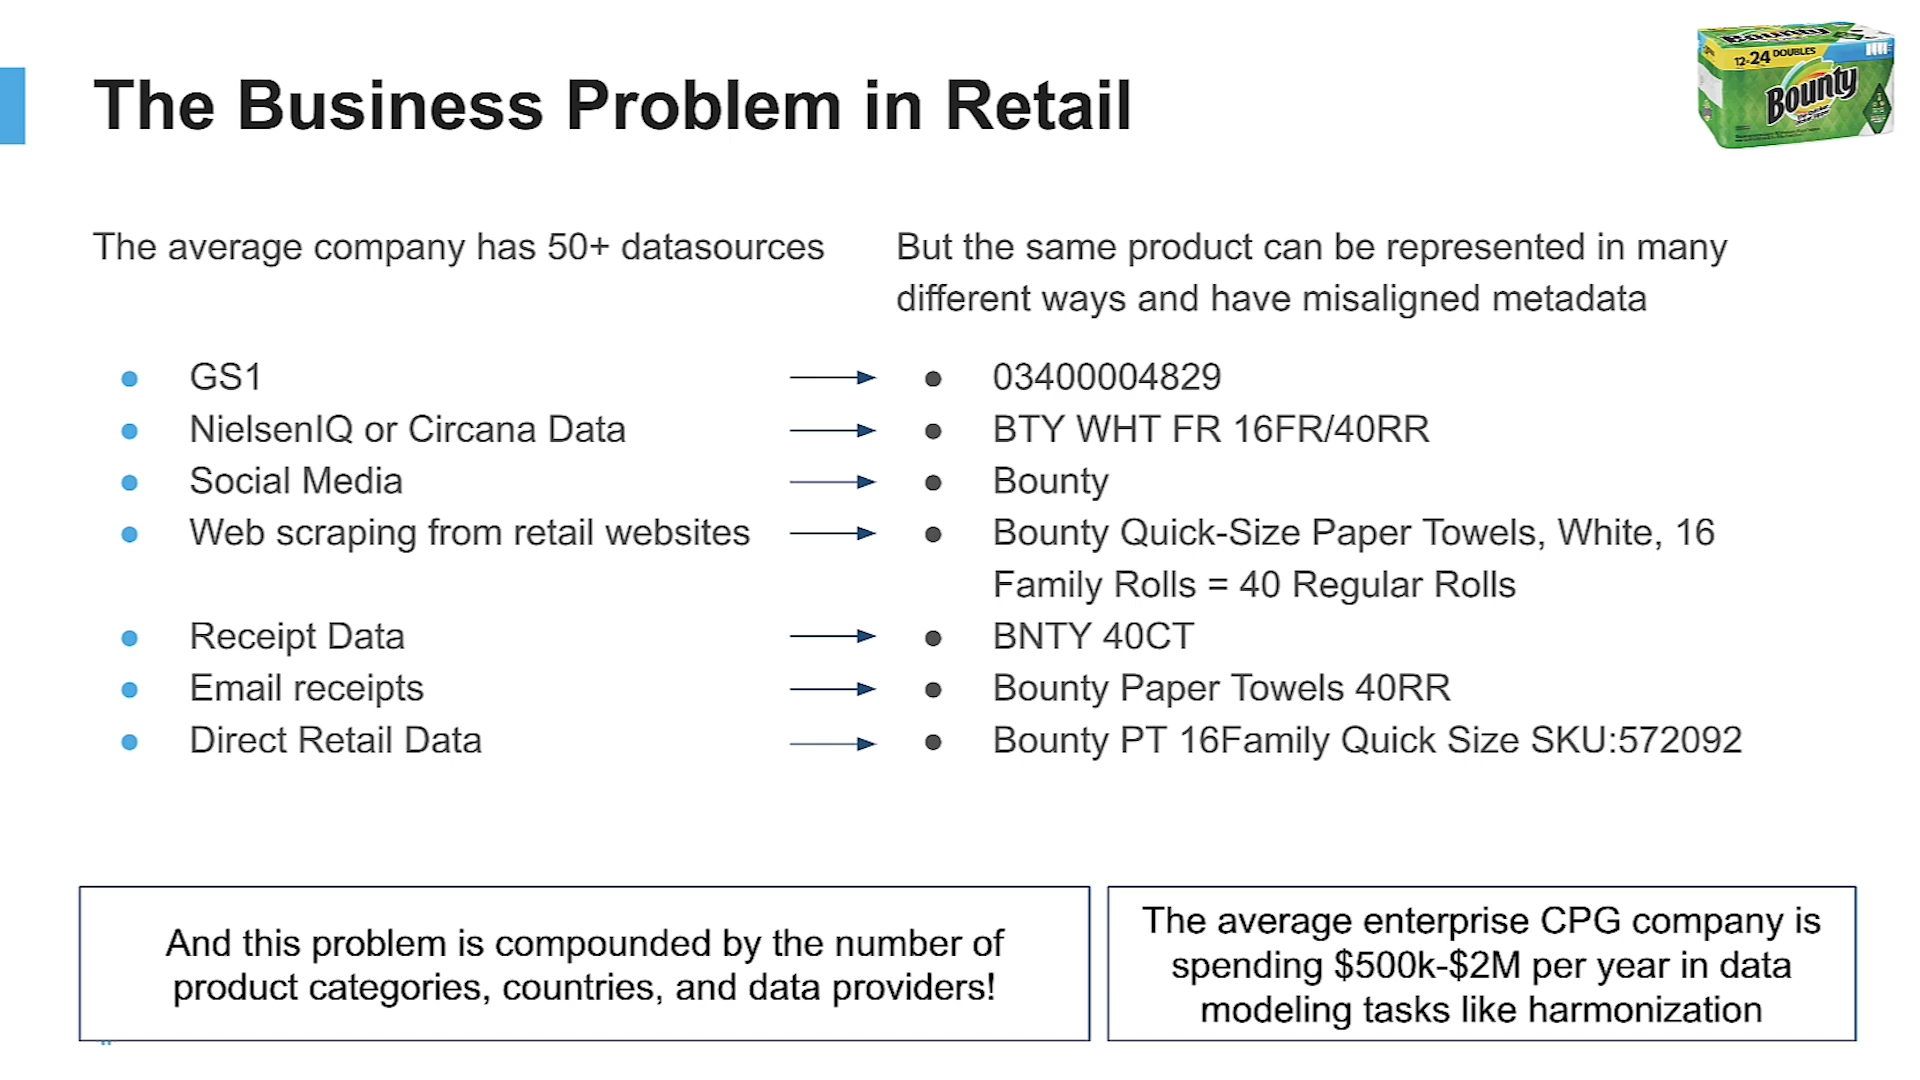 The Business Problem in Retail
12=24 DOUBLES
Bounty
The average company has 50+ datasources
But the same product can be represented in many
different ways and have misaligned metadata
GS1
03400004829
NielsenIQ or Circana Data
BTY WHT FR 16FR/40RR
Social Media
Bounty
Web scraping from retail websites
Bounty Quick-Size Paper Towels, White, 16
Family Rolls = 40 Regular Rolls
Receipt Data
BNTY 40CT
Email receipts
Bounty Paper Towels 40RR
Direct Retail Data
Bounty PT 16Family Quick Size SKU:572092
And this problem is compounded by the number of
product categories, countries, and data providers!
The average enterprise CPG company is
spending $500k-$2M per year in data
modeling tasks like harmonization